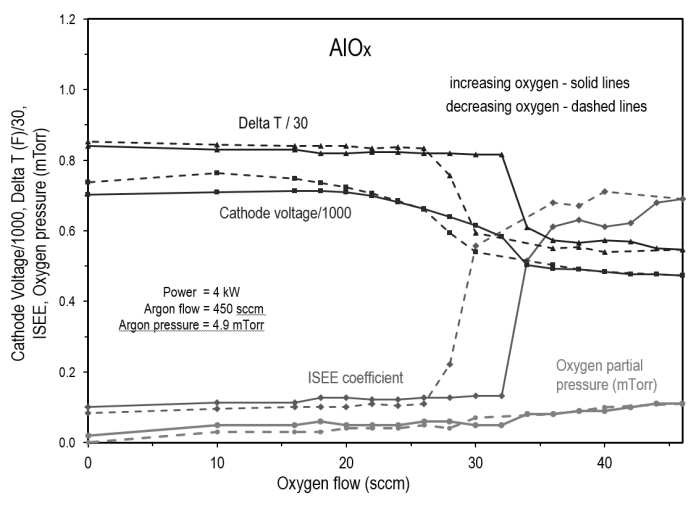 AlOx
increasing oxygen - solid lines
decreasing oxygen - dashed lines
Delta T / 30
Cathode voltage/1000
Power = 4 kW
Argon flow = 450 sccm
Argon pressure = 4.9 mTorr
ISEE coefficient
Oxygen partial
pressure (mTorr)
Cathode Voltage/1000, Delta T (F)/30,
ISEE, Oxygen pressure (mTorr)
1.2
1.0
0.8
0.6
0.4
0.2
0.0
0 10 20 30 40
Oxygen flow (sccm)